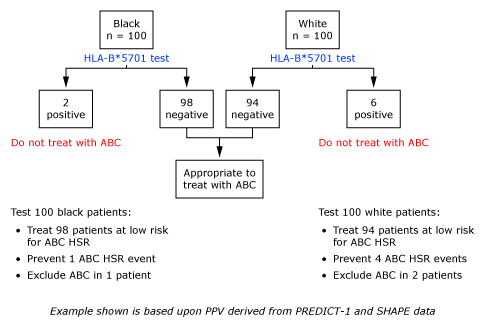 Black
n = 100
White
n = 100
HLA-B*5701 test
HLA-B*5701 test
2
positive
98
negative
94
negative
6
positive
Do not treat with ABC
Do not treat with ABC
Appropriate to
treat with ABC
Test 100 black patients:
• Treat 98 patients at low risk
for ABC HSR
• Prevent 1 ABC HSR event
• Exclude ABC in 1 patient
Test 100 white patients:
• Treat 94 patients at low risk
for ABC HSR
• Prevent 4 ABC HSR events
• Exclude ABC in 2 patients
Example shown is based upon PPV derived from PREDICT-1 and SHAPE data